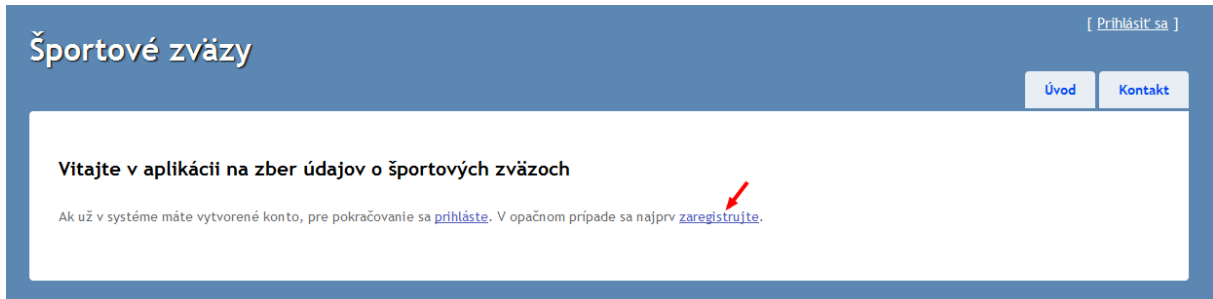 [ Prihlásiť sa ]
Športové zväzy
Úvod
Kontakt
Vitajte v aplikácii na zber údajov o športových zväzoch
Ak už v systéme máte vytvorené konto, pre pokračovanie sa prihláste. V opačnom prípade sa najprv zaregistrujte.